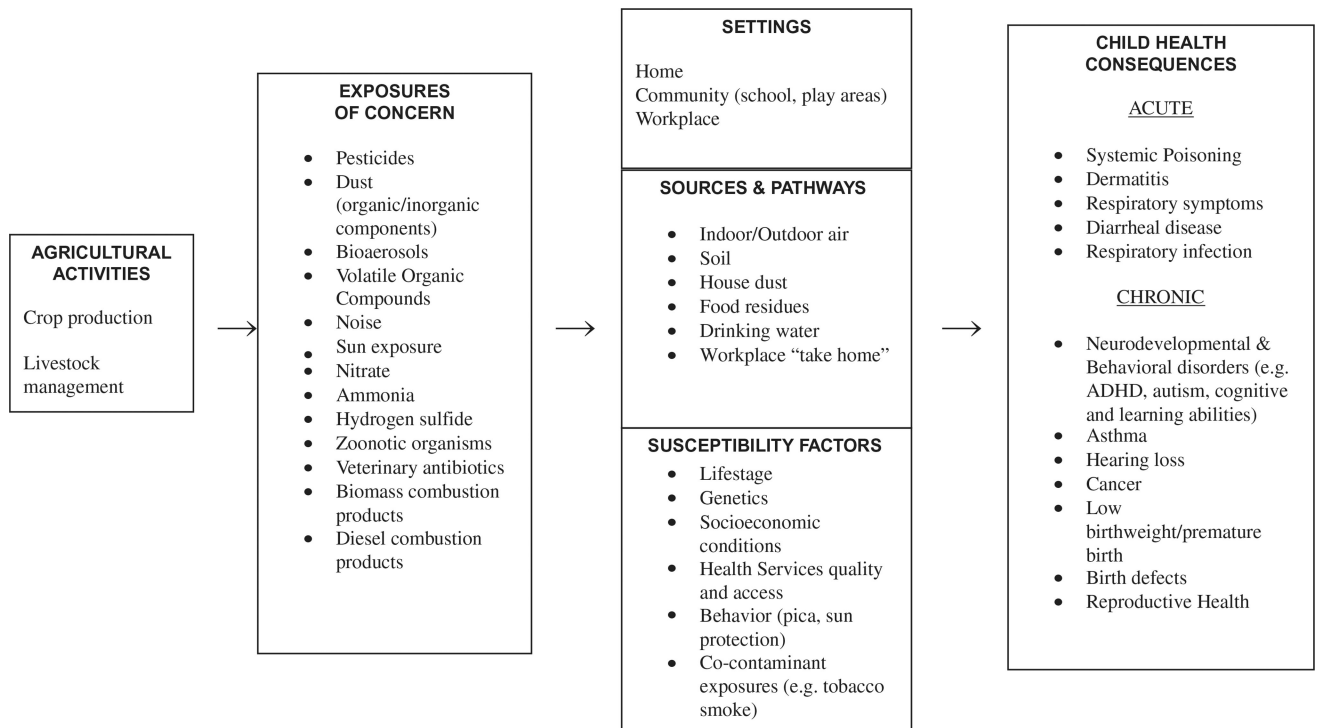 AGRICULTURAL
ACTIVITIES
Crop production
Livestock
management
EXPOSURES
OF CONCERN
• Pesticides
• Dust
(organic/inorganic
components)
• Bioaerosols
• Volatile Organic
Compounds
• Noise
• Sun exposure
• Nitrate
• Ammonia
• Hydrogen sulfide
• Zoonotic organisms
• Veterinary antibiotics
• Biomass combustion
products
• Diesel combustion
products
SETTINGS
Home
Community (school, play areas)
Workplace
SOURCES & PATHWAYS
• Indoor/Outdoor air
• Soil
• House dust
• Food residues
• Drinking water
• Workplace “take home”
SUSCEPTIBILITY FACTORS
• Lifestage
• Genetics
• Socioeconomic
conditions
• Health Services quality
and access
• Behavior (pica, sun
protection)
• Co-contaminant
exposures (e.g. tobacco
smoke)
CHILD HEALTH
CONSEQUENCES
ACUTE
• Systemic Poisoning
• Dermatitis
• Respiratory symptoms
• Diarrheal disease
• Respiratory infection
CHRONIC
• Neurodevelopmental &
Behavioral disorders (e.g.
ADHD, autism, cognitive
and learning abilities)
• Asthma
• Hearing loss
• Cancer
• Low
birthweight/premature
birth
• Birth defects
• Reproductive Health